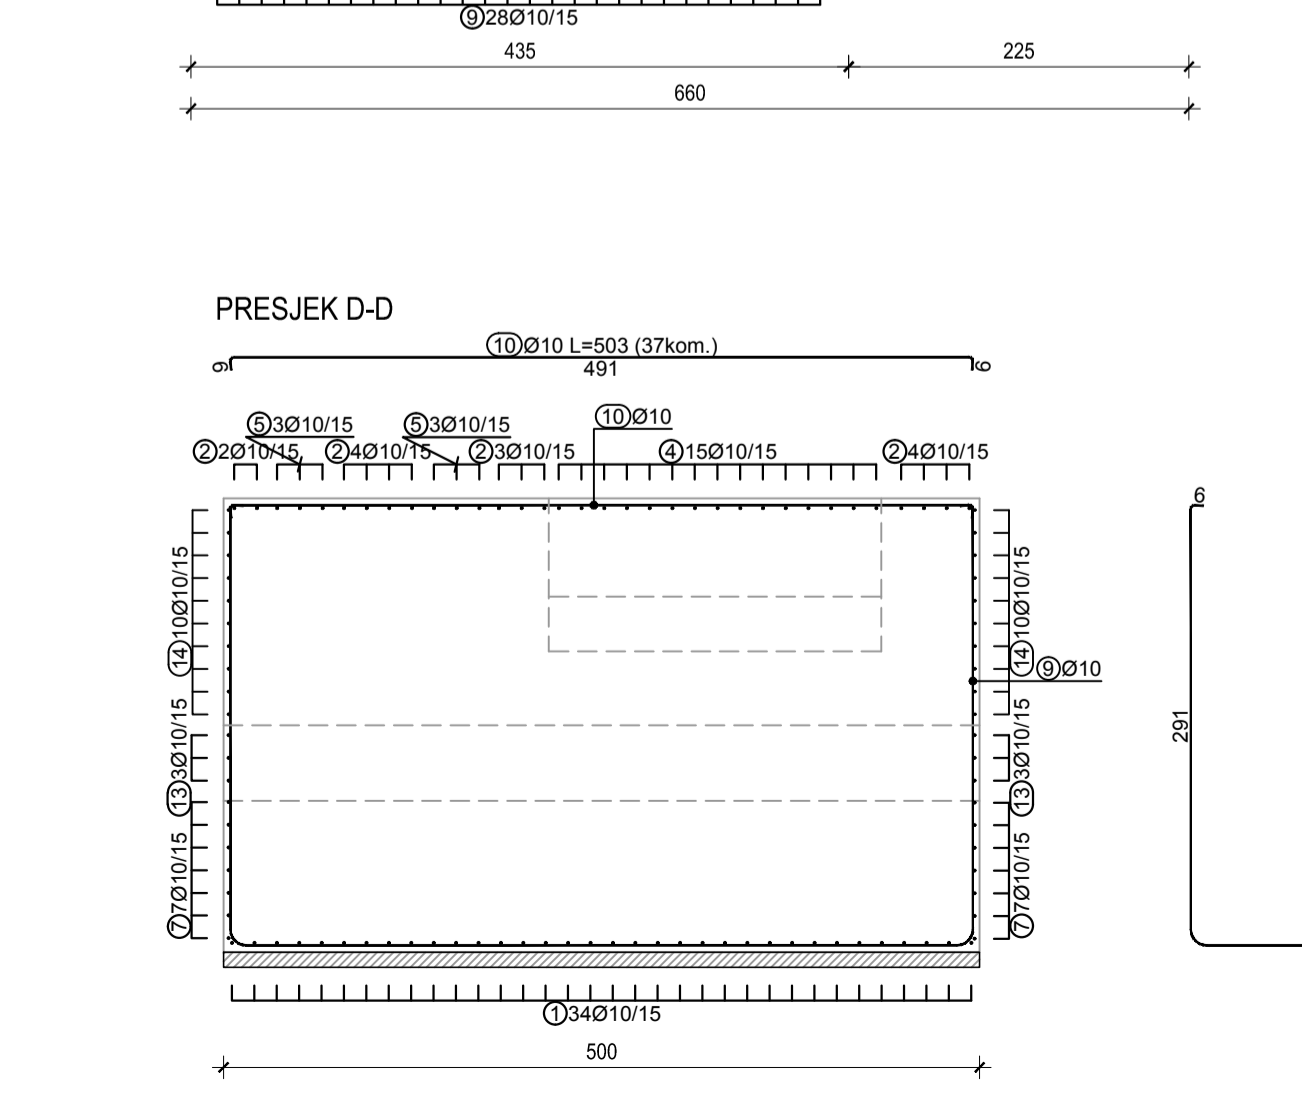 ⑨28Ø10/15
435
225
660
PRESJEK D-D
⑩Ø10 L=503 (37kom.)
6
491
6
⑤3Ø10/15
⑤3Ø10/15
⑩Ø10
②2Ø10/15
②4Ø10/15
②3Ø10/15
④15Ø10/15
②4Ø10/15
6
⑭10Ø10/15
⑭10Ø10/15
⑨Ø10
291
⑬3Ø10/15
⑬3Ø10/15
⑦7Ø10/15
⑦7Ø10/15
①34Ø10/15
500